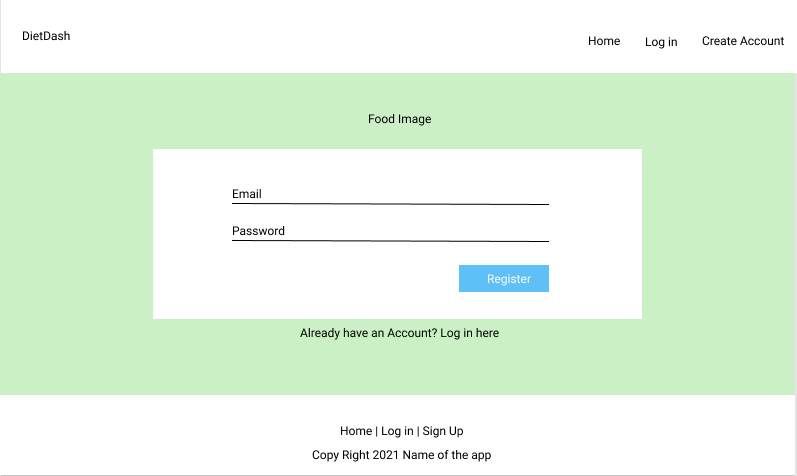 DietDash
Home Log in Create Account
Food Image
Email
Password
Register
Already have an Account? Log in here
Home | Log in | Sign Up
Copy Right 2021 Name of the app